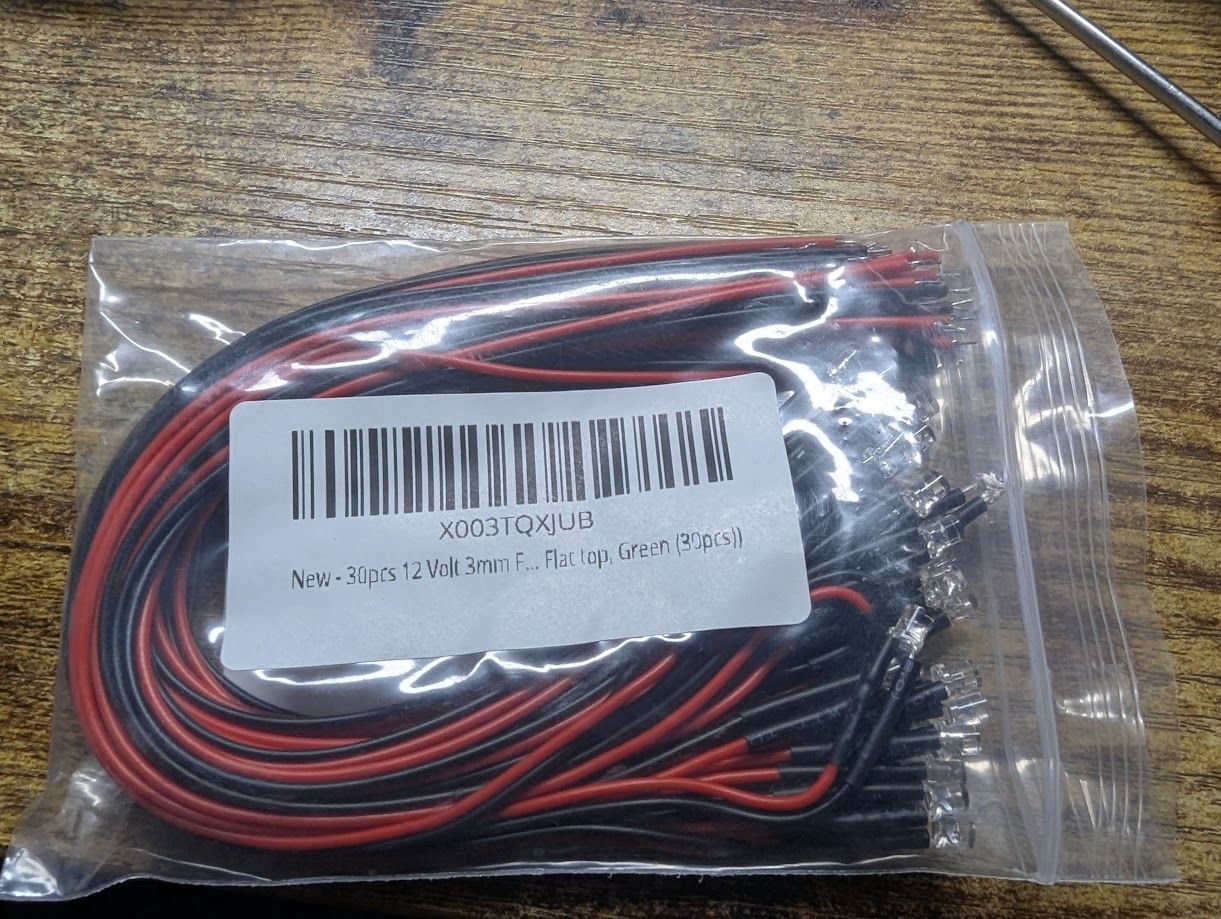 X003TQXJUB
New - 30pcs 12 Volt 3mm F... Flat top, Green (30pcs))